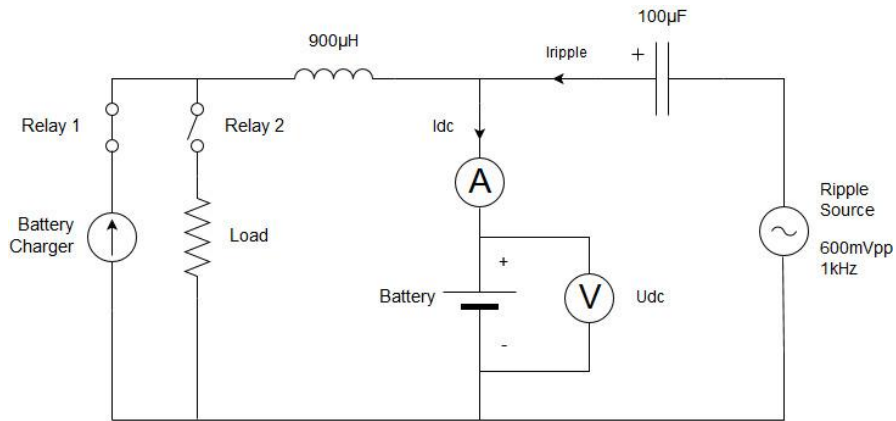 100µF
900µH
Iripple
+
Relay 1
Relay 2
Idc
A
Ripple
Source
Battery
Charger
Load
600mVpp
1kHz
+
Battery
V
Udc
-